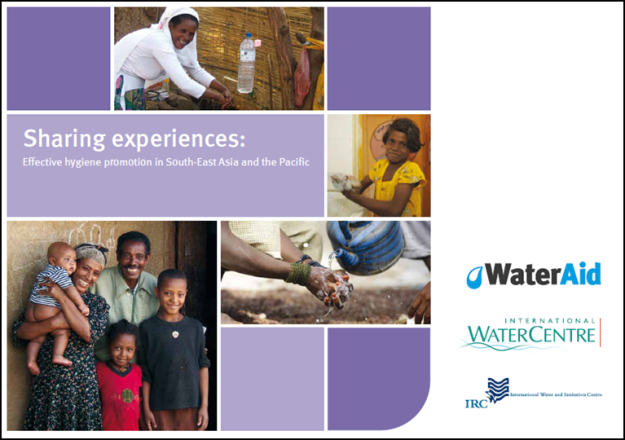 Sharing experiences:
Effective hygiene promotion in South-East Asia and the Pacific
WaterAid
INTERNATIONAL
WATERCENTRE
IRC International Water and Sanitation Centre